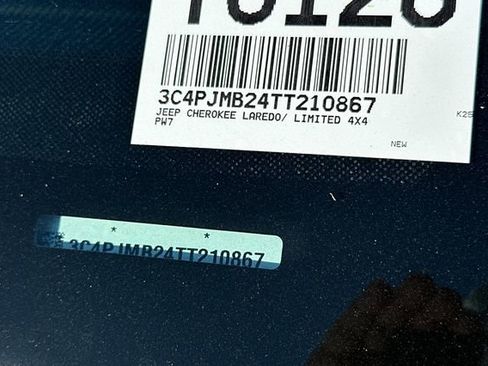 3C4PJMB24TT210867
JEEP CHEROKEE LAREDO/ LIMITED 4X4
PW7
K25
NEW
* *
3C4PJMB24TT210867